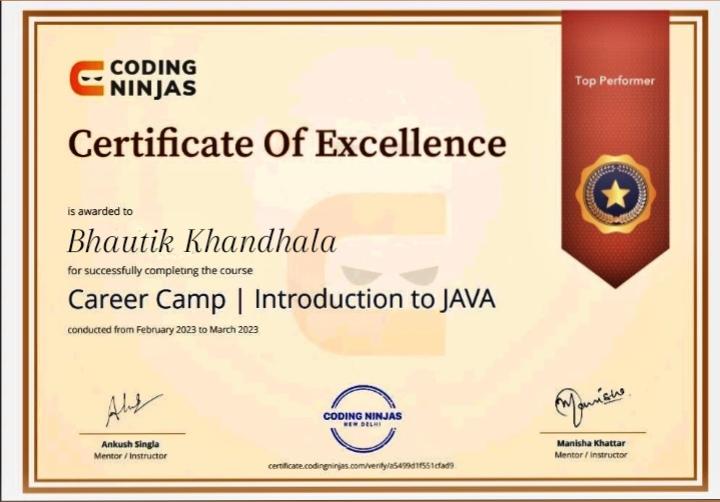 CODING
NINJAS
Top Performer
Certificate Of Excellence
is awarded to
Bhautik Khandhala
for successfully completing the course
Career Camp | Introduction to JAVA
conducted from February 2023 to March 2023
CODING NINJAS
NEW DELHI
Manisha
Ankush Singla
Mentor / Instructor
Manisha Khattar
Mentor / Instructor
certificate.codingninjas.com/verify/a5499d1f551cfad9